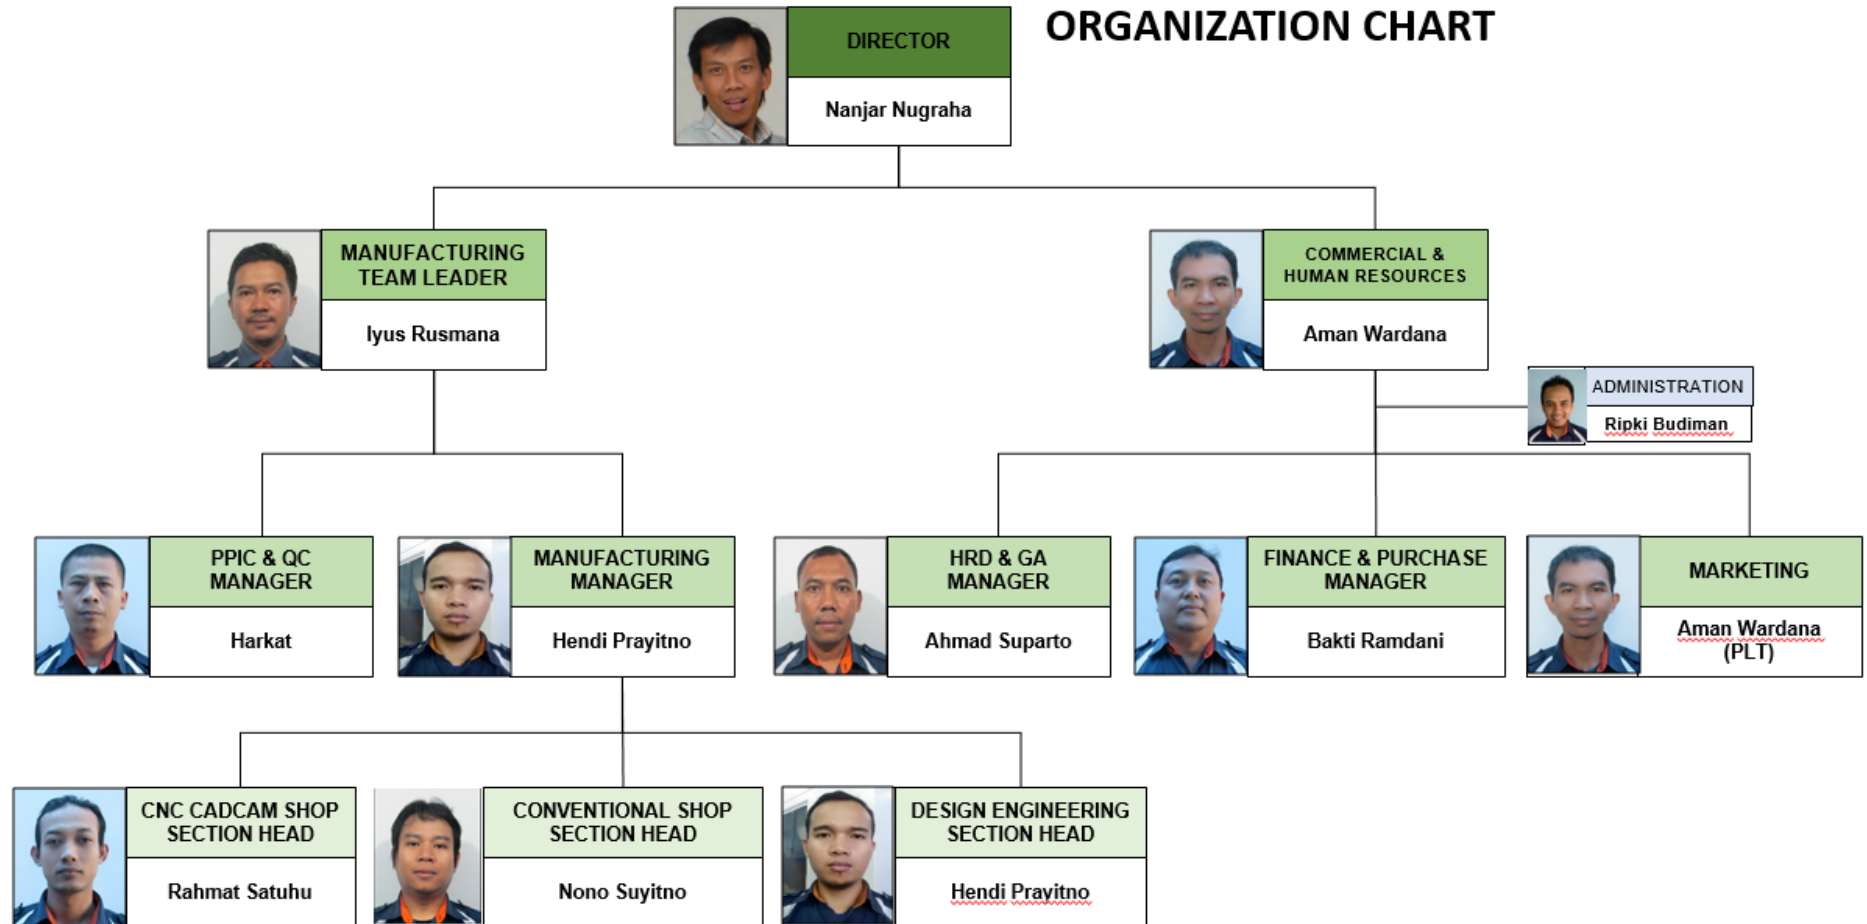 ORGANIZATION CHART
DIRECTOR
Nanjar Nugraha
MANUFACTURING
TEAM LEADER
Iyus Rusmana
COMMERCIAL &
HUMAN RESOURCES
Aman Wardana
ADMINISTRATION
Ripki Budiman
PPIC & QC
MANAGER
Harkat
MANUFACTURING
MANAGER
Hendi Prayitno
HRD & GA
MANAGER
Ahmad Suparto
FINANCE & PURCHASE
MANAGER
Bakti Ramdani
MARKETING
Aman Wardana
(PLT)
CNC CADCAM SHOP
SECTION HEAD
Rahmat Satuhu
CONVENTIONAL SHOP
SECTION HEAD
Nono Suyitno
DESIGN ENGINEERING
SECTION HEAD
Hendi Prayitno